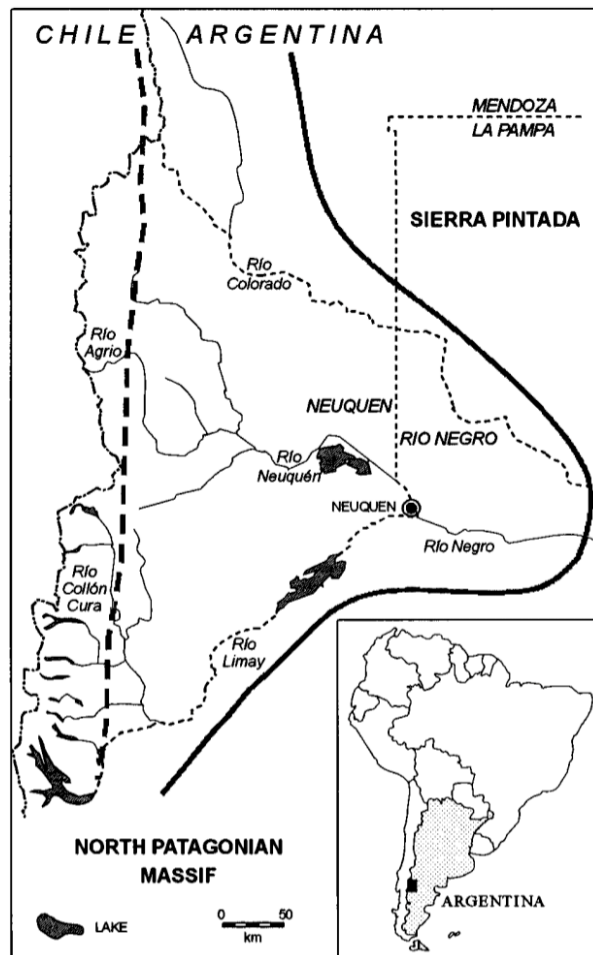 CHILE
ARGENTINA
MENDOZA
LA PAMPA
SIERRA PINTADA
Río
Colorado
Río
Agrio
NEUQUEN
RIO NEGRO
Río
Neuquén
NEUQUEN
Río Negro
Río
Collón
Cura
Río
Limay
NORTH PATAGONIAN
MASSIF
LAKE
0 50
km
ARGENTINA